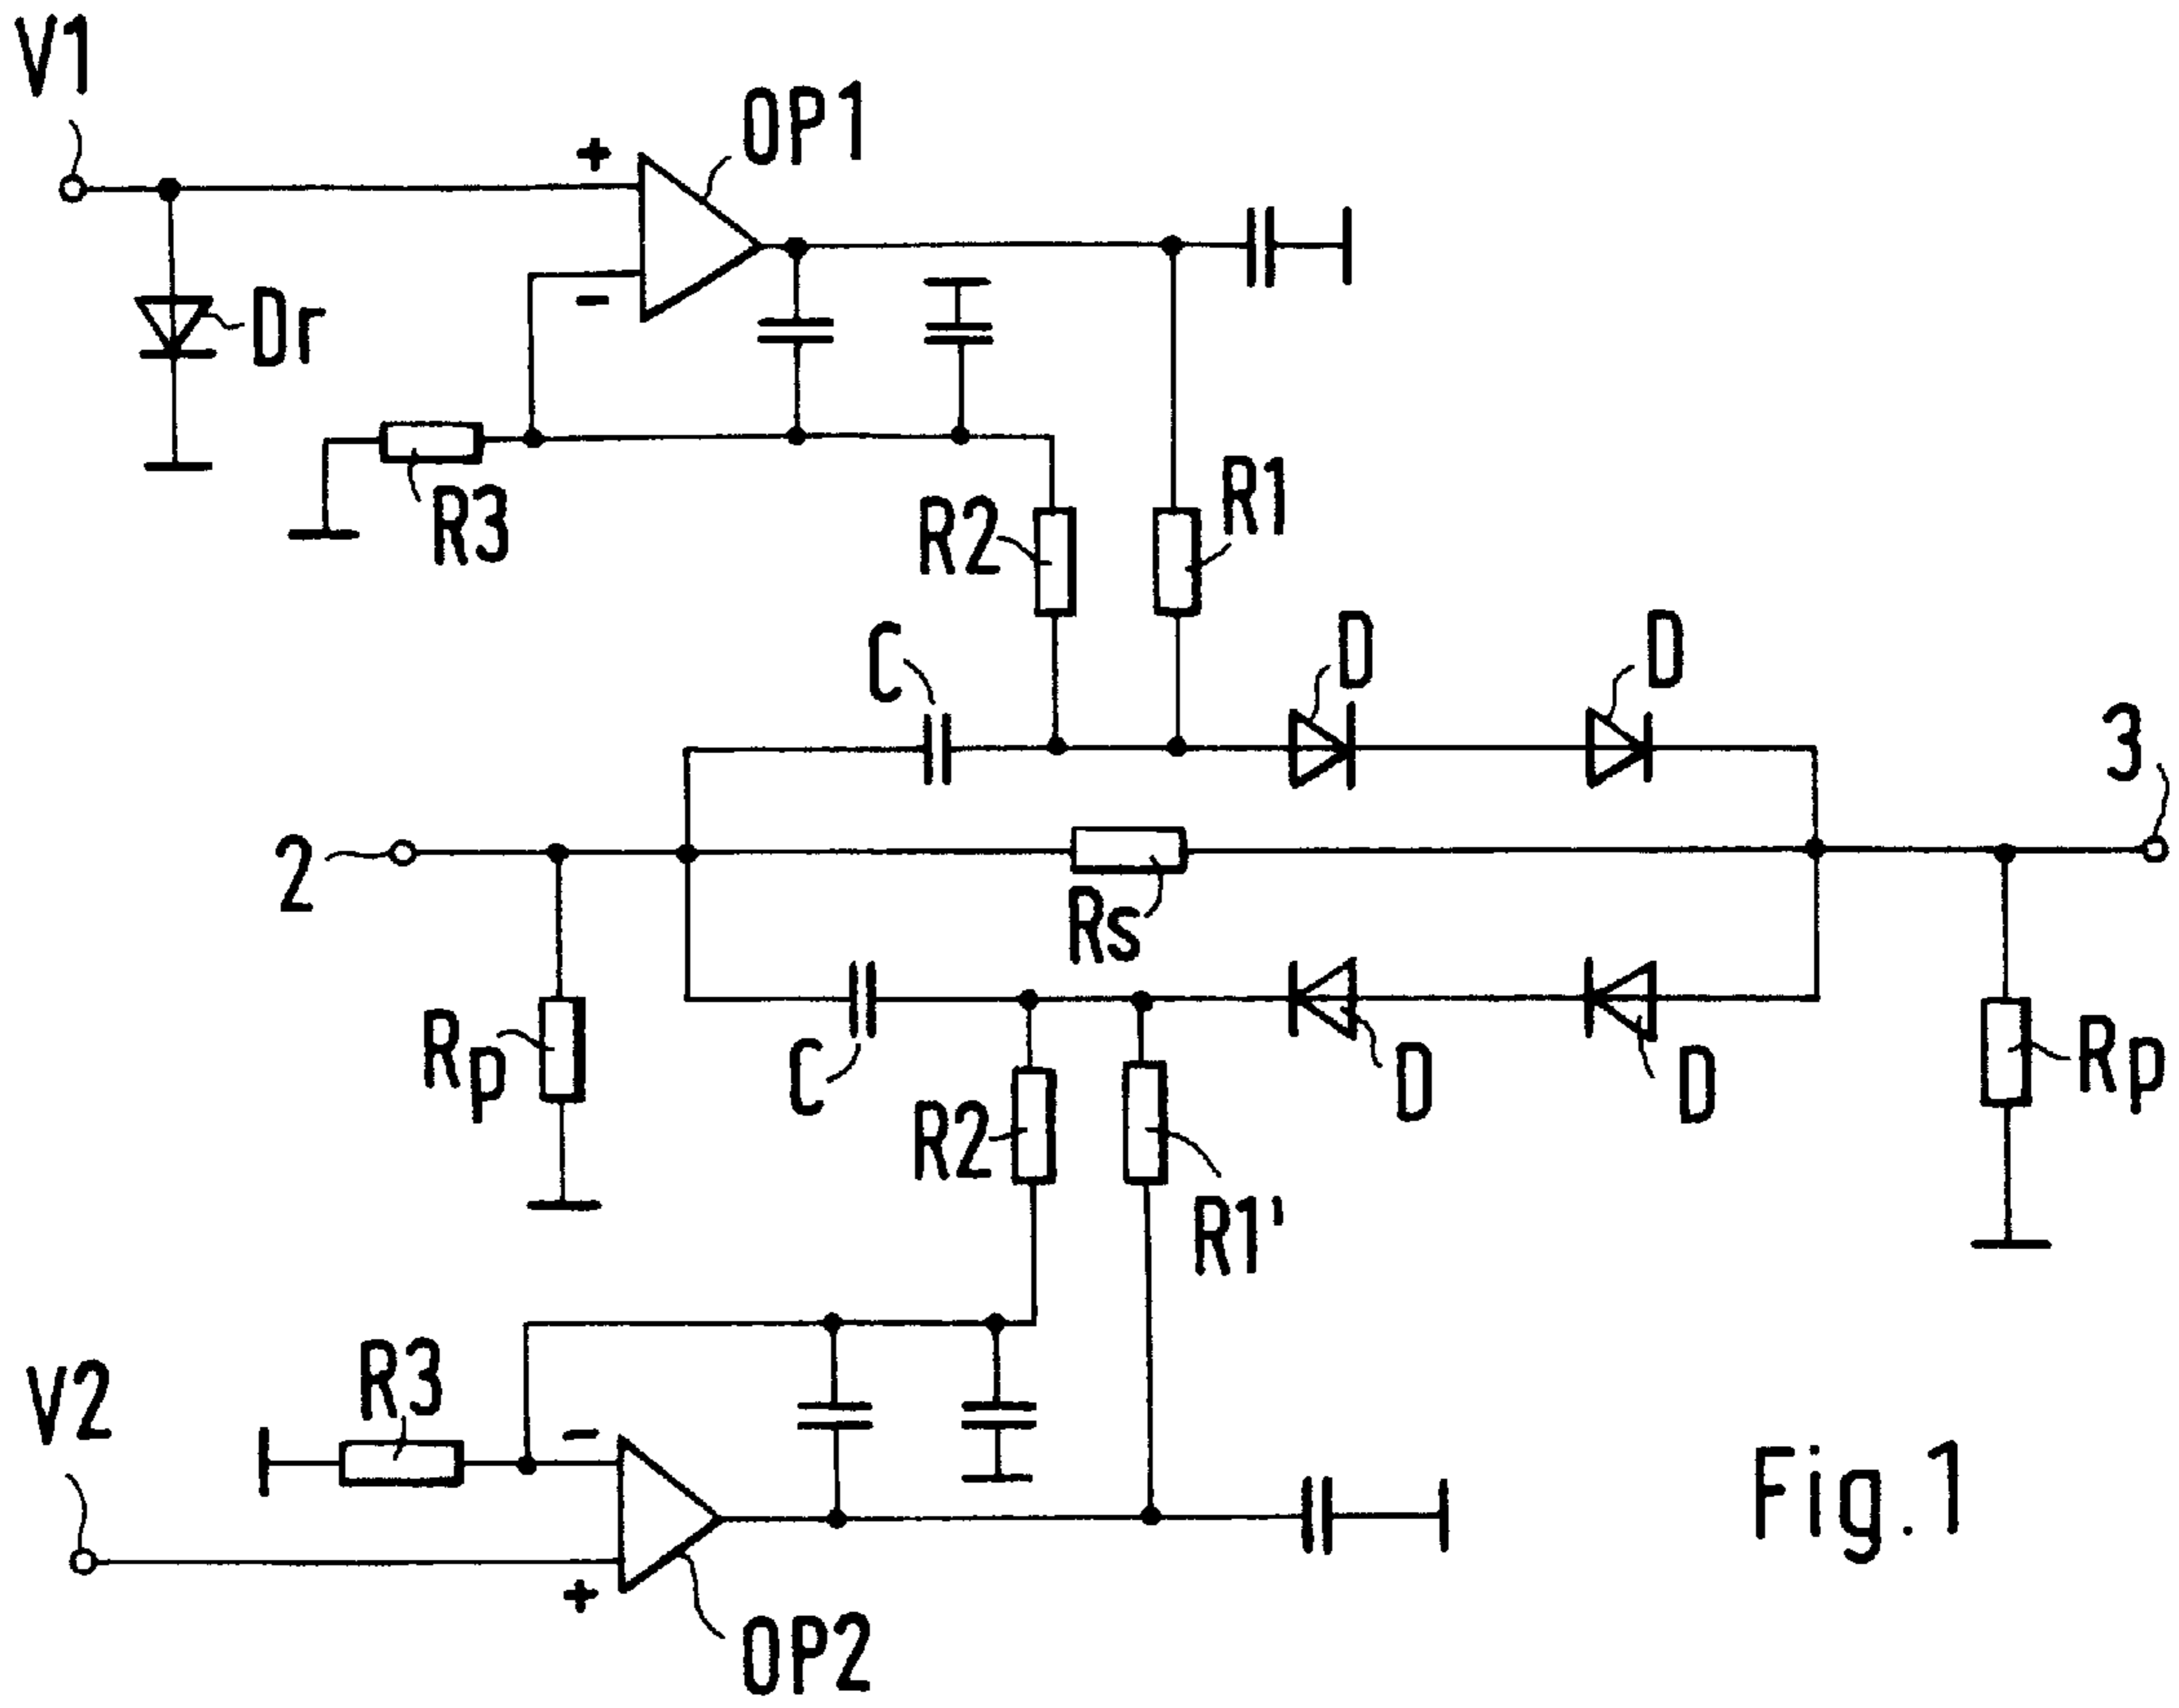 V1
OP1
+
-
Dr
R3
R2
R1
C
D
D
3
2
Rs
Rp
C
D
D
Rp
R2
R1'
V2
R3
-
+
OP2
Fig.1